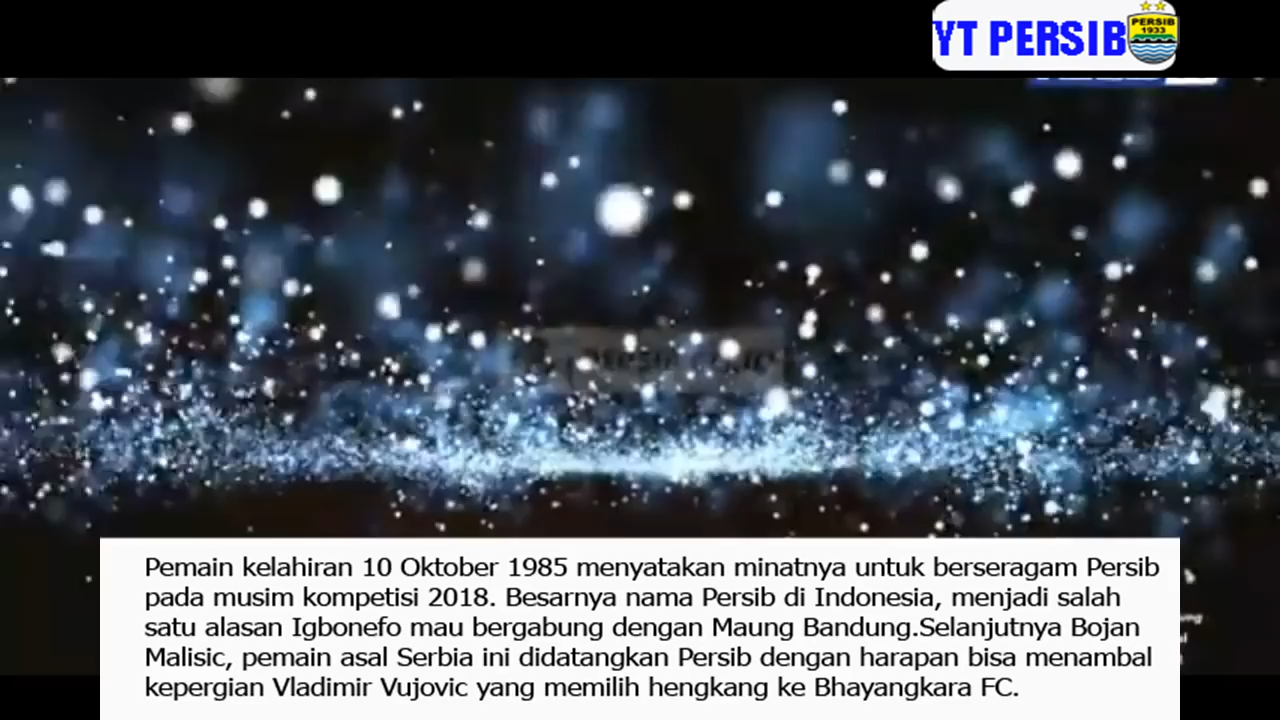 YT PERSIB
PERSIB
1933
Pemain kelahiran 10 Oktober 1985 menyatakan minatnya untuk berseragam Persib
pada musim kompetisi 2018. Besarnya nama Persib di Indonesia, menjadi salah
satu alasan Igbonefo mau bergabung dengan Maung Bandung.Selanjutnya Bojan
Malisic, pemain asal Serbia ini didatangkan Persib dengan harapan bisa menambal
kepergian Vladimir Vujovic yang memilih hengkang ke Bhayangkara FC.